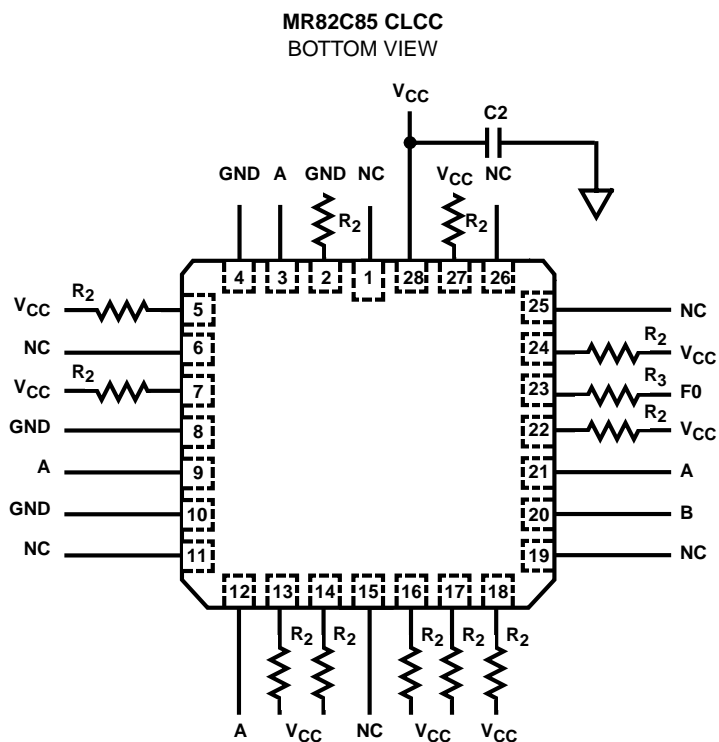 MR82C85 CLCC
BOTTOM VIEW
VCC
C2
GND A GND NC VCC NC
R2 R2
4 3 2 1 28 27 26
VCC R2 5
NC 6
VCC R2 7
GND 8
A 9
GND 10
NC 11
25 NC
24 R2 VCC
23 R3 F0
22 R2 VCC
21 A
20 B
19 NC
12 13 14 15 16 17 18
R2 R2 R2 R2 R2
A VCC NC VCC VCC